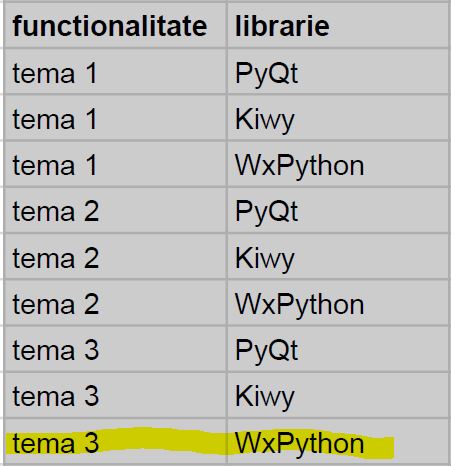 functionalitate librarie
tema 1 PyQt
tema 1 Kiwy
tema 1 WxPython
tema 2 PyQt
tema 2 Kiwy
tema 2 WxPython
tema 3 PyQt
tema 3 Kiwy
tema 3 WxPython